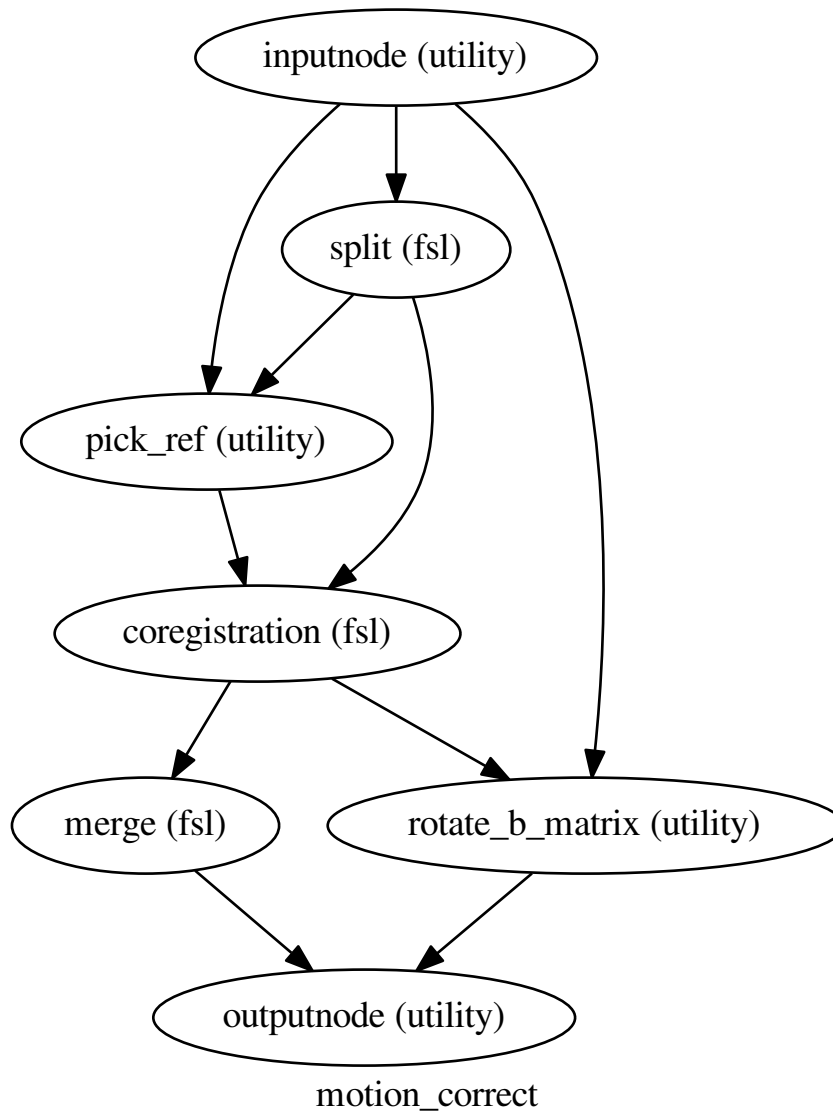 inputnode (utility)
split (fsl)
pick_ref (utility)
coregistration (fsl)
merge (fsl)
rotate_b_matrix (utility)
outputnode (utility)
motion_correct